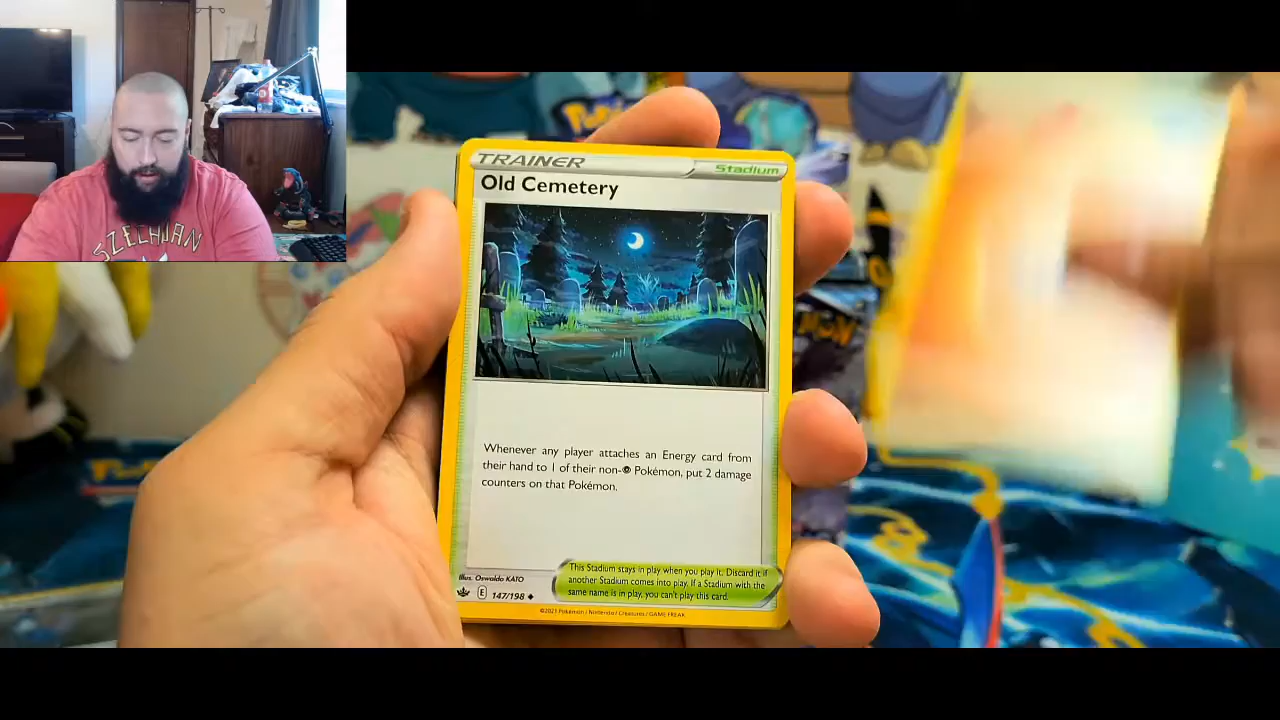 SZECHUAN
TRAINER
Stadium
Old Cemetery
Whenever any player attaches an Energy card from
their hand to 1 of their non- Pokémon, put 2 damage
counters on that Pokémon.
This Stadium stays in play when you play it. Discard it if
another Stadium comes into play. If a Stadium with the
same name is in play, you can't play this card.
Illus. Oswaldo KATO
E 147/198
©2021 Pokémon / Nintendo / Creatures / GAME FREAK